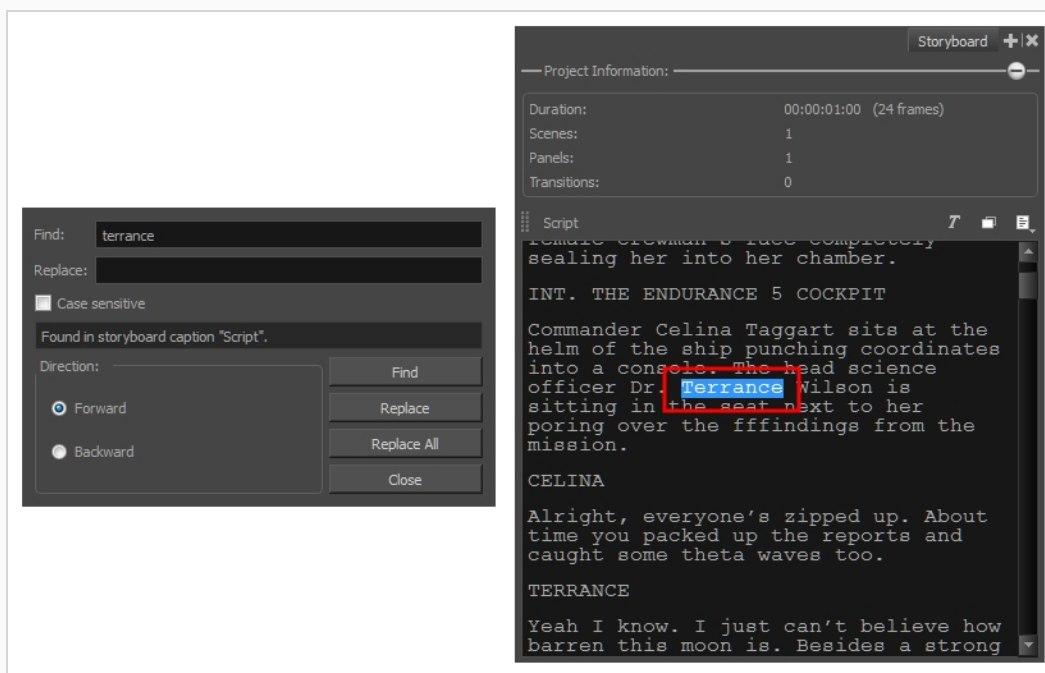 Find:
terrance
Replace:
Case sensitive
Found in storyboard caption "Script".
Direction:
Forward
Backward
Find
Replace
Replace All
Close
Storyboard
Project Information:
Duration: 00:00:01:00 (24 frames)
Scenes: 1
Panels: 1
Transitions: 0
Script
female crewman's face completely
sealing her into her chamber.
INT. THE ENDURANCE 5 COCKPIT
Commander Celina Taggart sits at the
helm of the ship punching coordinates
into a console. The head science
officer Dr. Terrance Wilson is
sitting in the seat next to her
poring over the fffindings from the
mission.
CELINA
Alright, everyone's zipped up. About
time you packed up the reports and
caught some theta waves too.
TERRANCE
Yeah I know. I just can't believe how
barren this moon is. Besides a strong